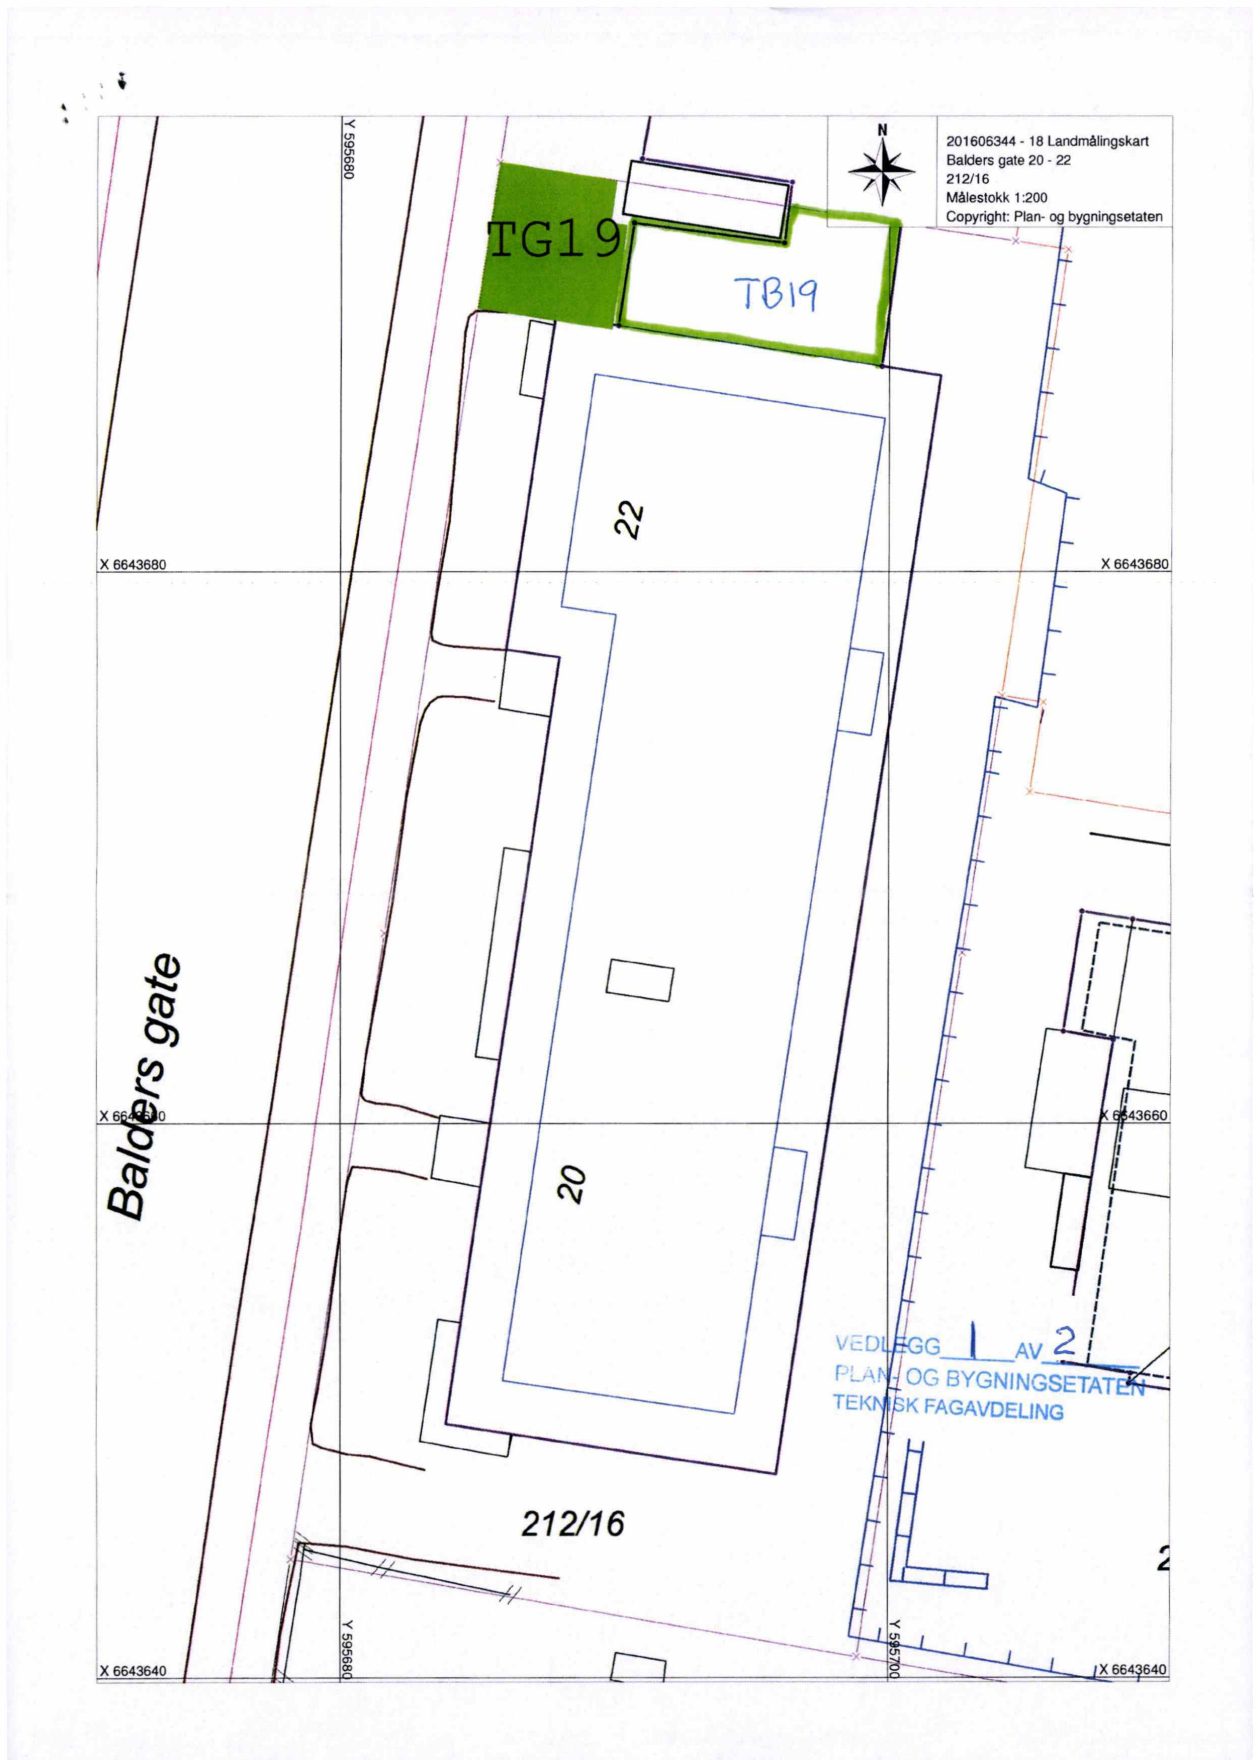 Y 595680
N
201606344 - 18 Landmålingskart
Balders gate 20 - 22
212/16
Målestokk 1:200
Copyright: Plan- og bygningsetaten
TG19
TB19
22
X 6643680
X 6643680
Balders gate
X 6643660
X 6643660
20
VEDLEGG 1 AV 2
PLAN- OG BYGNINGSETATEN
TEKNISK FAGAVDELING
212/16
2
Y 595680
Y 595700
X 6643640
X 6643640